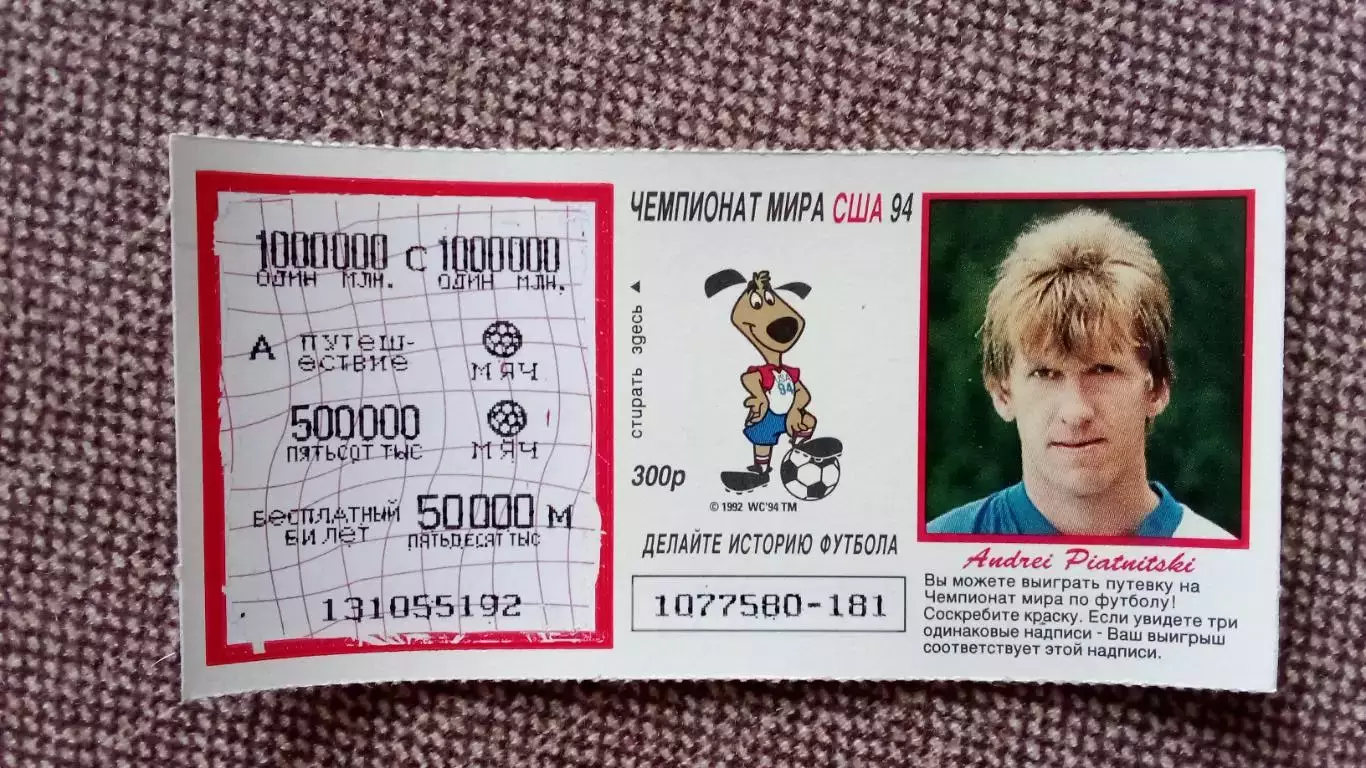 1000000 С 1000000
ОДИН МЛН. ОДИН МЛН.
А ПУТЕШ-
ЕСТВИЕ
МЯЧ
500000
ПЯТЬСОТ ТЫС
МЯЧ
БЕСПЛАТНЫЙ
БИЛЕТ
50000 М
ПЯТЬДЕСЯТ ТЫС
131055192
ЧЕМПИОНАТ МИРА США 94
стирать здесь ▲
USA
94
300р
© 1992 WC'94 TM
ДЕЛАЙТЕ ИСТОРИЮ ФУТБОЛА
1077580-181
Andrei Piatnitski
Вы можете выиграть путевку на
Чемпионат мира по футболу!
Соскребите краску. Если увидете три
одинаковые надписи - Ваш выигрыш
соответствует этой надписи.